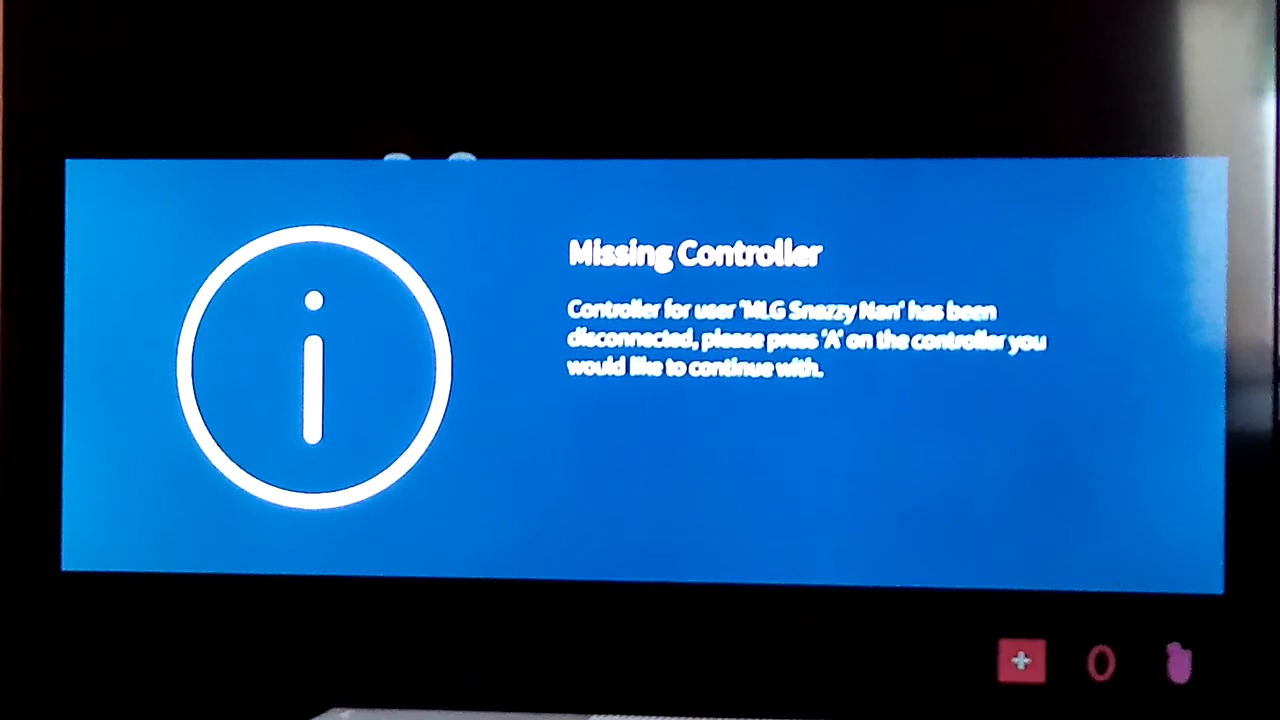 Missing Controller
Controller for user 'MLG Snazzy Nan' has been
disconnected, please press 'A' on the controller you
would like to continue with.